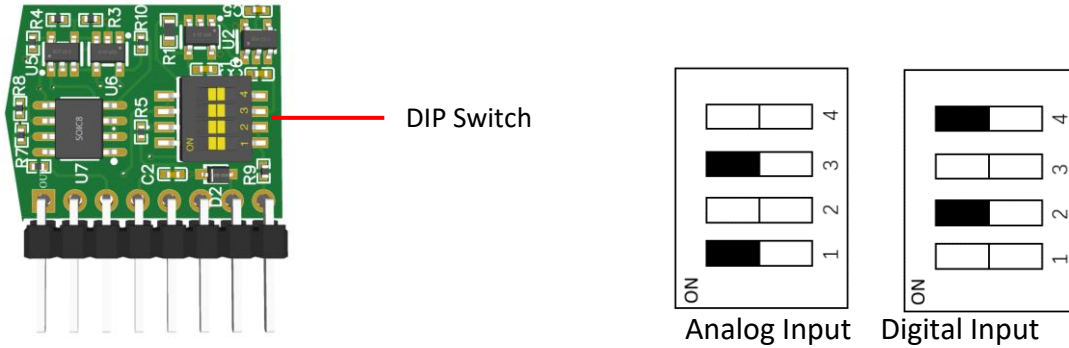 R4
R3
R10
R1
U2
U5
U6
R8
R7
R5
SOIC8
ON
4
3
2
1
U7
C2
D2
R9
DIP Switch
4
3
2
1
ON
Analog Input
4
3
2
1
ON
Digital Input